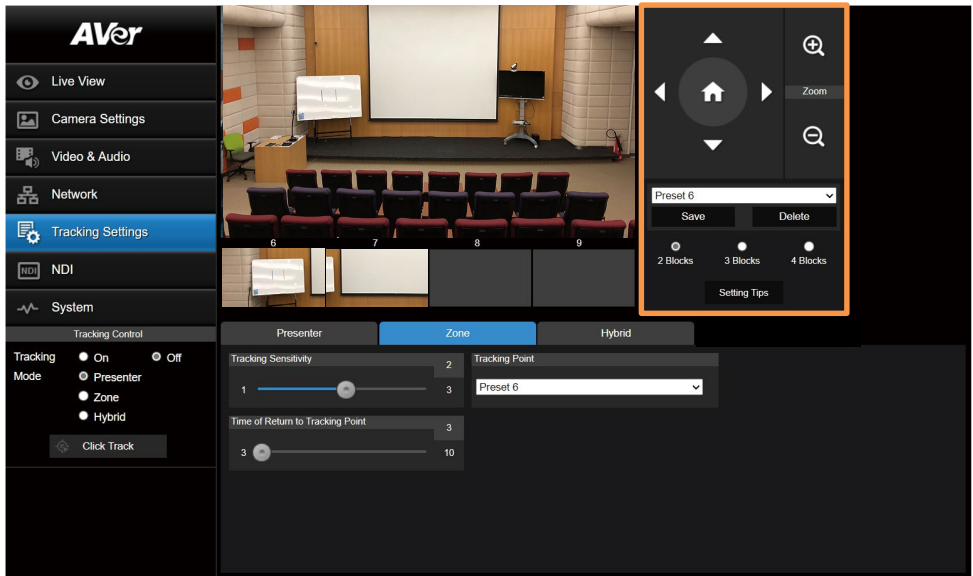 AVer
Live View
Camera Settings
Video & Audio
Network
Tracking Settings
NDI NDI
System
Tracking Control
Tracking Mode
On Off
Presenter
Zone
Hybrid
Click Track
6 7 8 9
Zoom
Preset 6
Save Delete
2 Blocks 3 Blocks 4 Blocks
Setting Tips
Presenter Zone Hybrid
Tracking Sensitivity
2
1 3
Tracking Point
Preset 6
Time of Return to Tracking Point
3
3 10